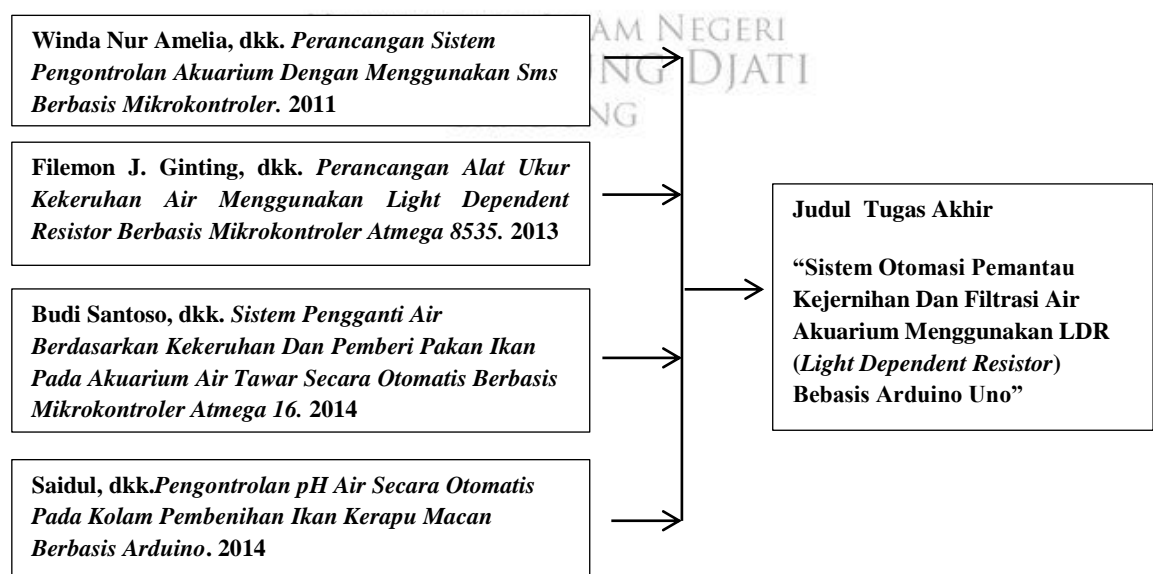 AM NEGERI
NG DJATI
NG
Winda Nur Amelia, dkk. Perancangan Sistem
Pengontrolan Akuarium Dengan Menggunakan Sms
Berbasis Mikrokontroler. 2011
Filemon J. Ginting, dkk. Perancangan Alat Ukur
Kekeruhan Air Menggunakan Light Dependent
Resistor Berbasis Mikrokontroler Atmega 8535. 2013
Budi Santoso, dkk. Sistem Pengganti Air
Berdasarkan Kekeruhan Dan Pemberi Pakan Ikan
Pada Akuarium Air Tawar Secara Otomatis Berbasis
Mikrokontroler Atmega 16. 2014
Saidul, dkk.Pengontrolan pH Air Secara Otomatis
Pada Kolam Pembenihan Ikan Kerapu Macan
Berbasis Arduino. 2014
Judul Tugas Akhir
“Sistem Otomasi Pemantau
Kejernihan Dan Filtrasi Air
Akuarium Menggunakan LDR
(Light Dependent Resistor)
Bebasis Arduino Uno”